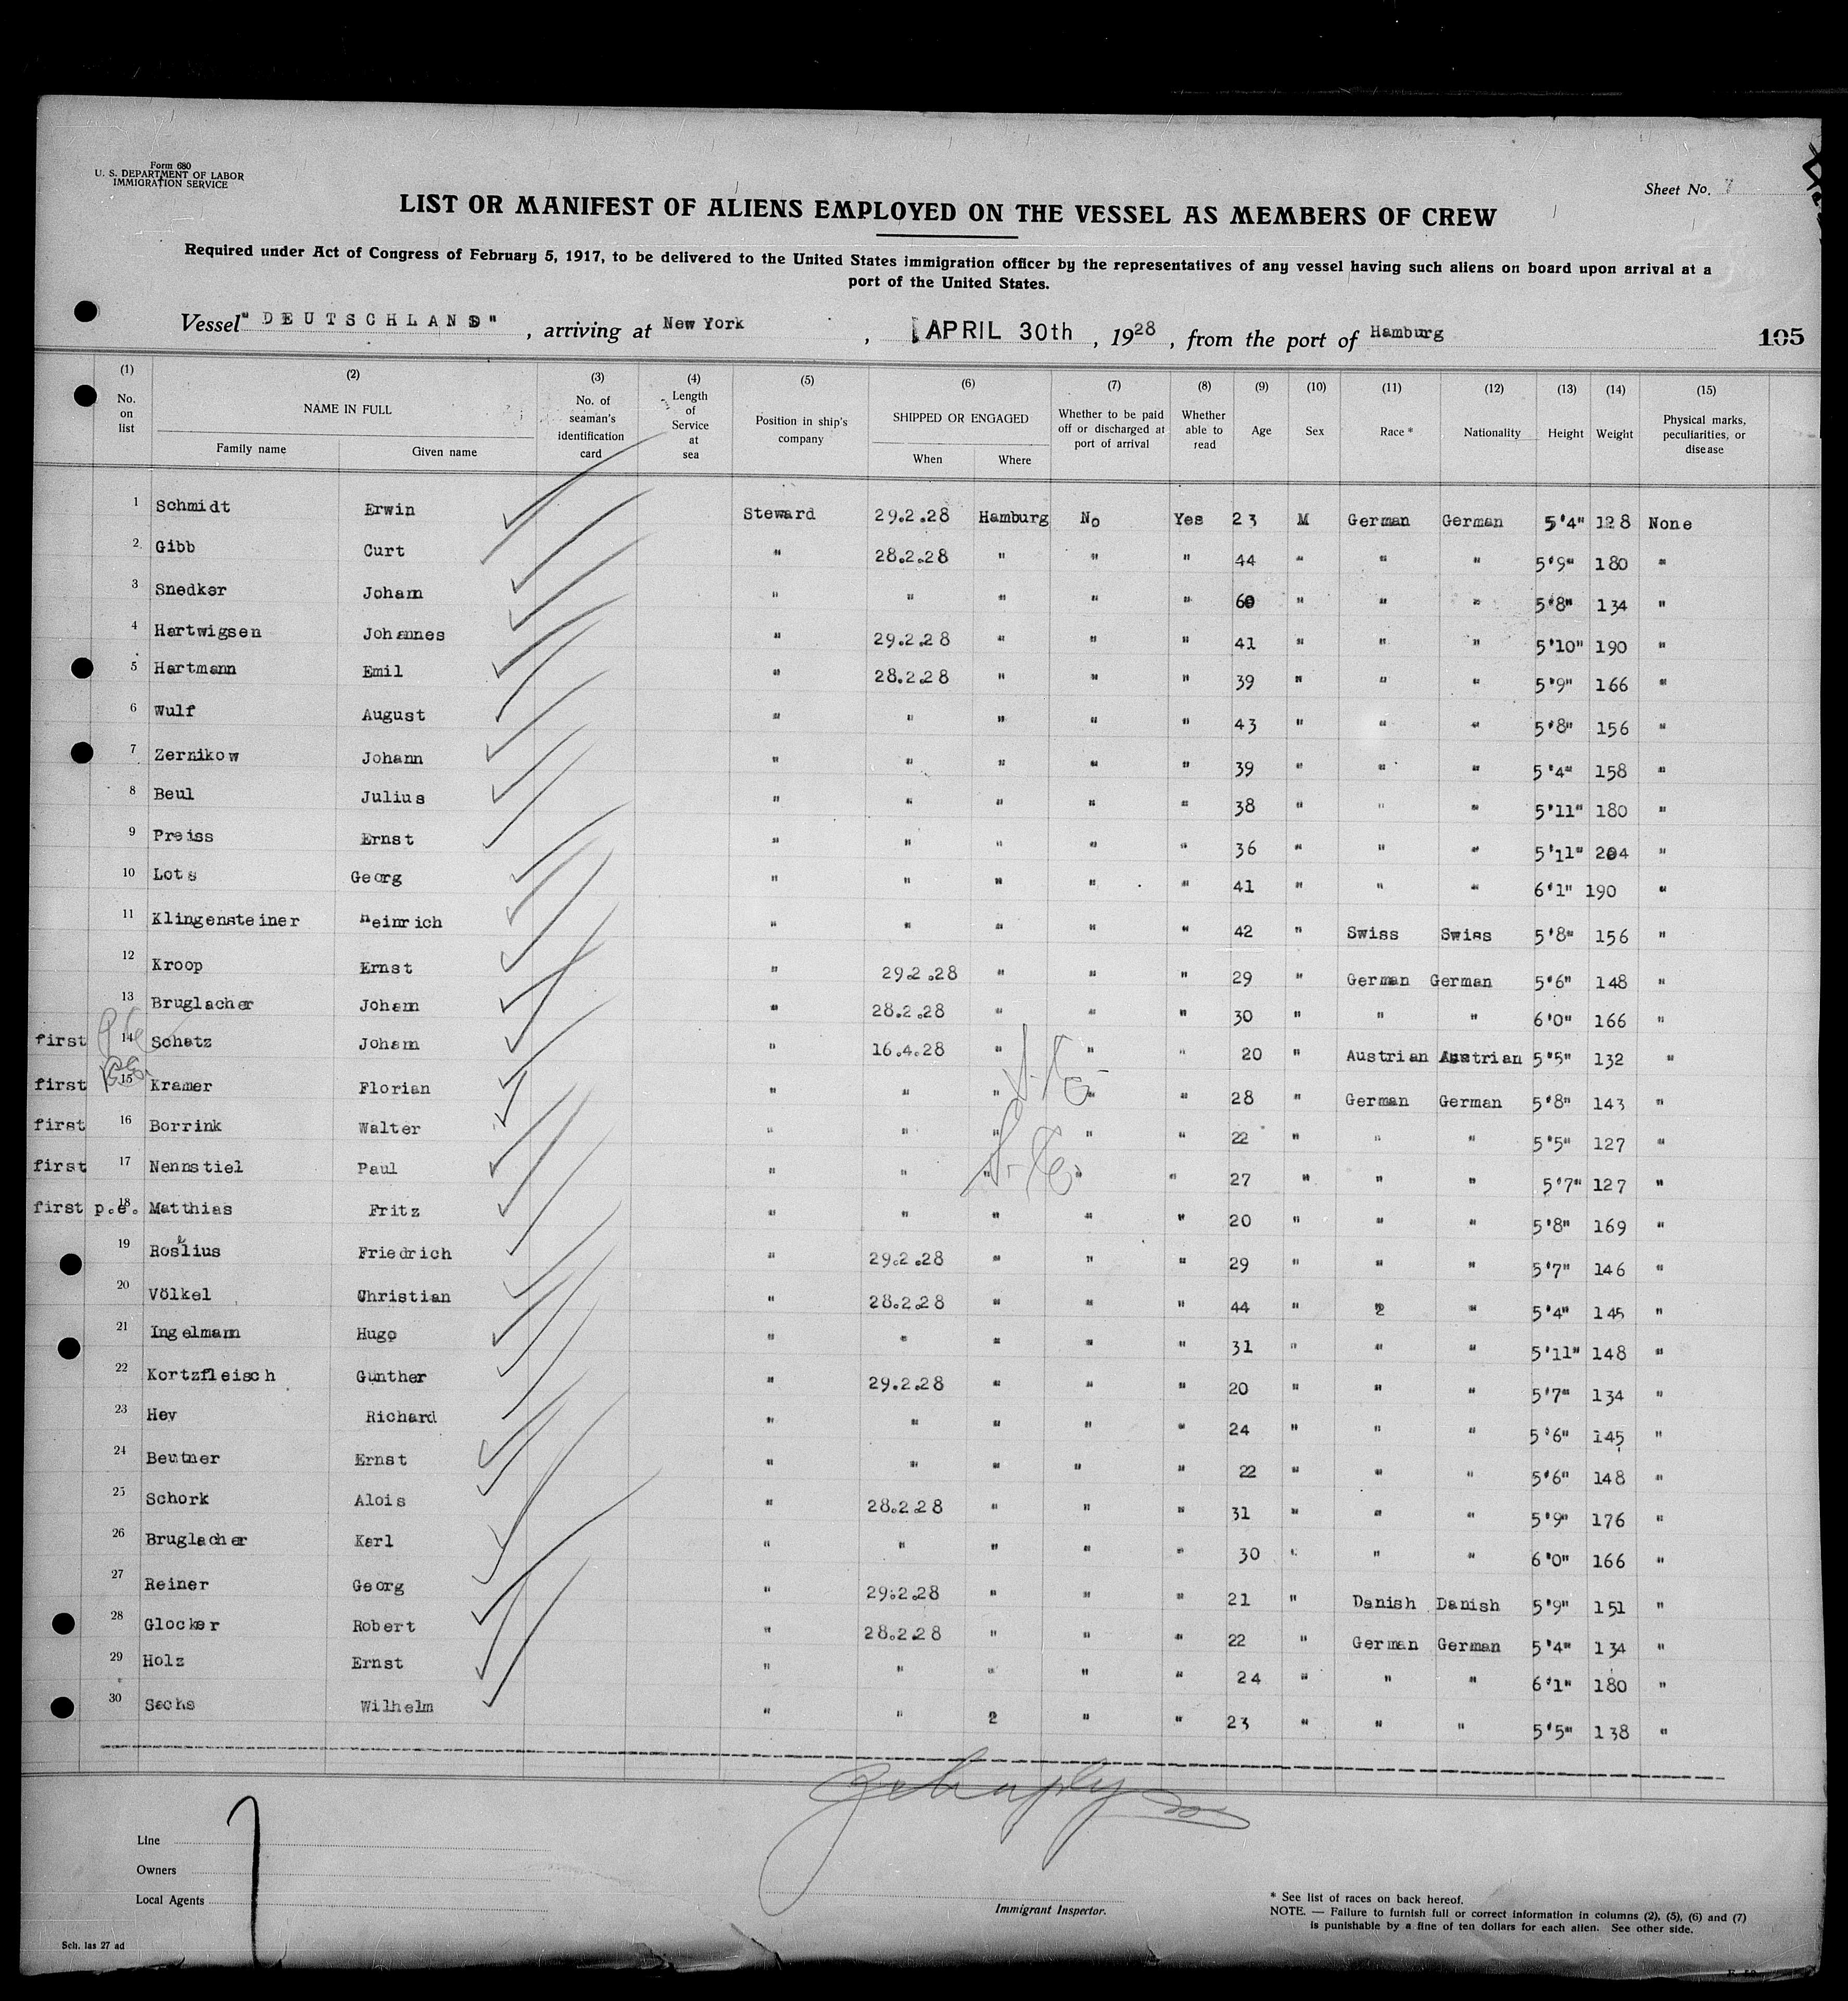 Form 680
U. S. DEPARTMENT OF LABOR
IMMIGRATION SERVICE
Sheet No. 7
LIST OR MANIFEST OF ALIENS EMPLOYED ON THE VESSEL AS MEMBERS OF CREW
Required under Act of Congress of February 5, 1917, to be delivered to the United States immigration officer by the representatives of any vessel having such aliens on board upon arrival at a
port of the United States.
Vessel "DEUTSCHLAND" , arriving at New York , APRIL 30th , 1928 , from the port of Hamburg 105
(1) No. on list (2) NAME IN FULL Family name Given name (3) No. of seaman's identification card (4) Length of Service at sea (5) Position in ship's company (6) SHIPPED OR ENGAGED When Where (7) Whether to be paid off or discharged at port of arrival (8) Whether able to read (9) Age (10) Sex (11) Race * (12) Nationality (13) Height (14) Weight (15) Physical marks, peculiarities, or disease
1 Schmidt Erwin Steward 29.2.28 Hamburg No Yes 23 M German German 5'4" 128 None
2 Gibb Curt " 28.2.28 " " " 44 " " " 5'9" 180 "
3 Snedker Joham " " " " " 60 " " " 5'8" 134 "
4 Hartwigsen Johannes " 29.2.28 " " " 41 " " " 5'10" 190 "
5 Hartmann Emil " 28.2.28 " " " 39 " " " 5'9" 166 "
6 Wulf August " " " " " 43 " " " 5'8" 156 "
7 Zernikow Johann " " " " " 39 " " " 5'4" 158 "
8 Beul Julius " " " " " 38 " " " 5'11" 180 "
9 Preiss Ernst " " " " " 36 " " " 5'11" 204 "
10 Lots Georg " " " " " 41 " " " 6'1" 190 "
11 Klingensteiner Heinrich " " " " " 42 " Swiss Swiss 5'8" 156 "
12 Kroop Ernst " 29.2.28 " " " 29 " German German 5'6" 148 "
13 Bruglacher Joham " 28.2.28 " " " 30 " " " 6'0" 166 "
first 14 Schatz Joham " 16.4.28 " " " 20 " Austrian Austrian 5'5" 132 "
first 15 Kramer Florian " " " " " 28 " German German 5'8" 143 "
first 16 Borrink Walter " " " " " 22 " " " 5'5" 127 "
first 17 Nennstiel Paul " " " " " 27 " " " 5'7" 127 "
first p.e. 18 Matthias Fritz " " " " " 20 " " " 5'8" 169 "
19 Roslius Friedrich " 29.2.28 " " " 29 " " " 5'7" 146 "
20 Völkel Christian " 28.2.28 " " " 44 " 2 " 5'4" 145 "
21 Ingelmann Hugo " " " " " 31 " " " 5'11" 148 "
22 Kortzfleisch Gunther " 29.2.28 " " " 20 " " " 5'7" 134 "
23 Hey Richard " " " " " 24 " " " 5'6" 145 "
24 Beutner Ernst " " " " " 22 " " " 5'6" 148 "
25 Schork Alois " 28.2.28 " " " 31 " " " 5'9" 176 "
26 Bruglacher Karl " " " " " 30 " " " 6'0" 166 "
27 Reiner Georg " 29.2.28 " " " 21 " Danish Danish 5'9" 151 "
28 Glocker Robert " 28.2.28 " " " 22 " German German 5'4" 134 "
29 Holz Ernst " " " " " 24 " " " 6'1" 180 "
30 Sachs Wilhelm " " 2 " " 23 " " " 5'5" 138 "
Line
Owners
Local Agents
Immigrant Inspector.
* See list of races on back hereof.
NOTE. — Failure to furnish full or correct information in columns (2), (5), (6) and (7)
is punishable by a fine of ten dollars for each alien. See other side.
Sch. las 27 ad